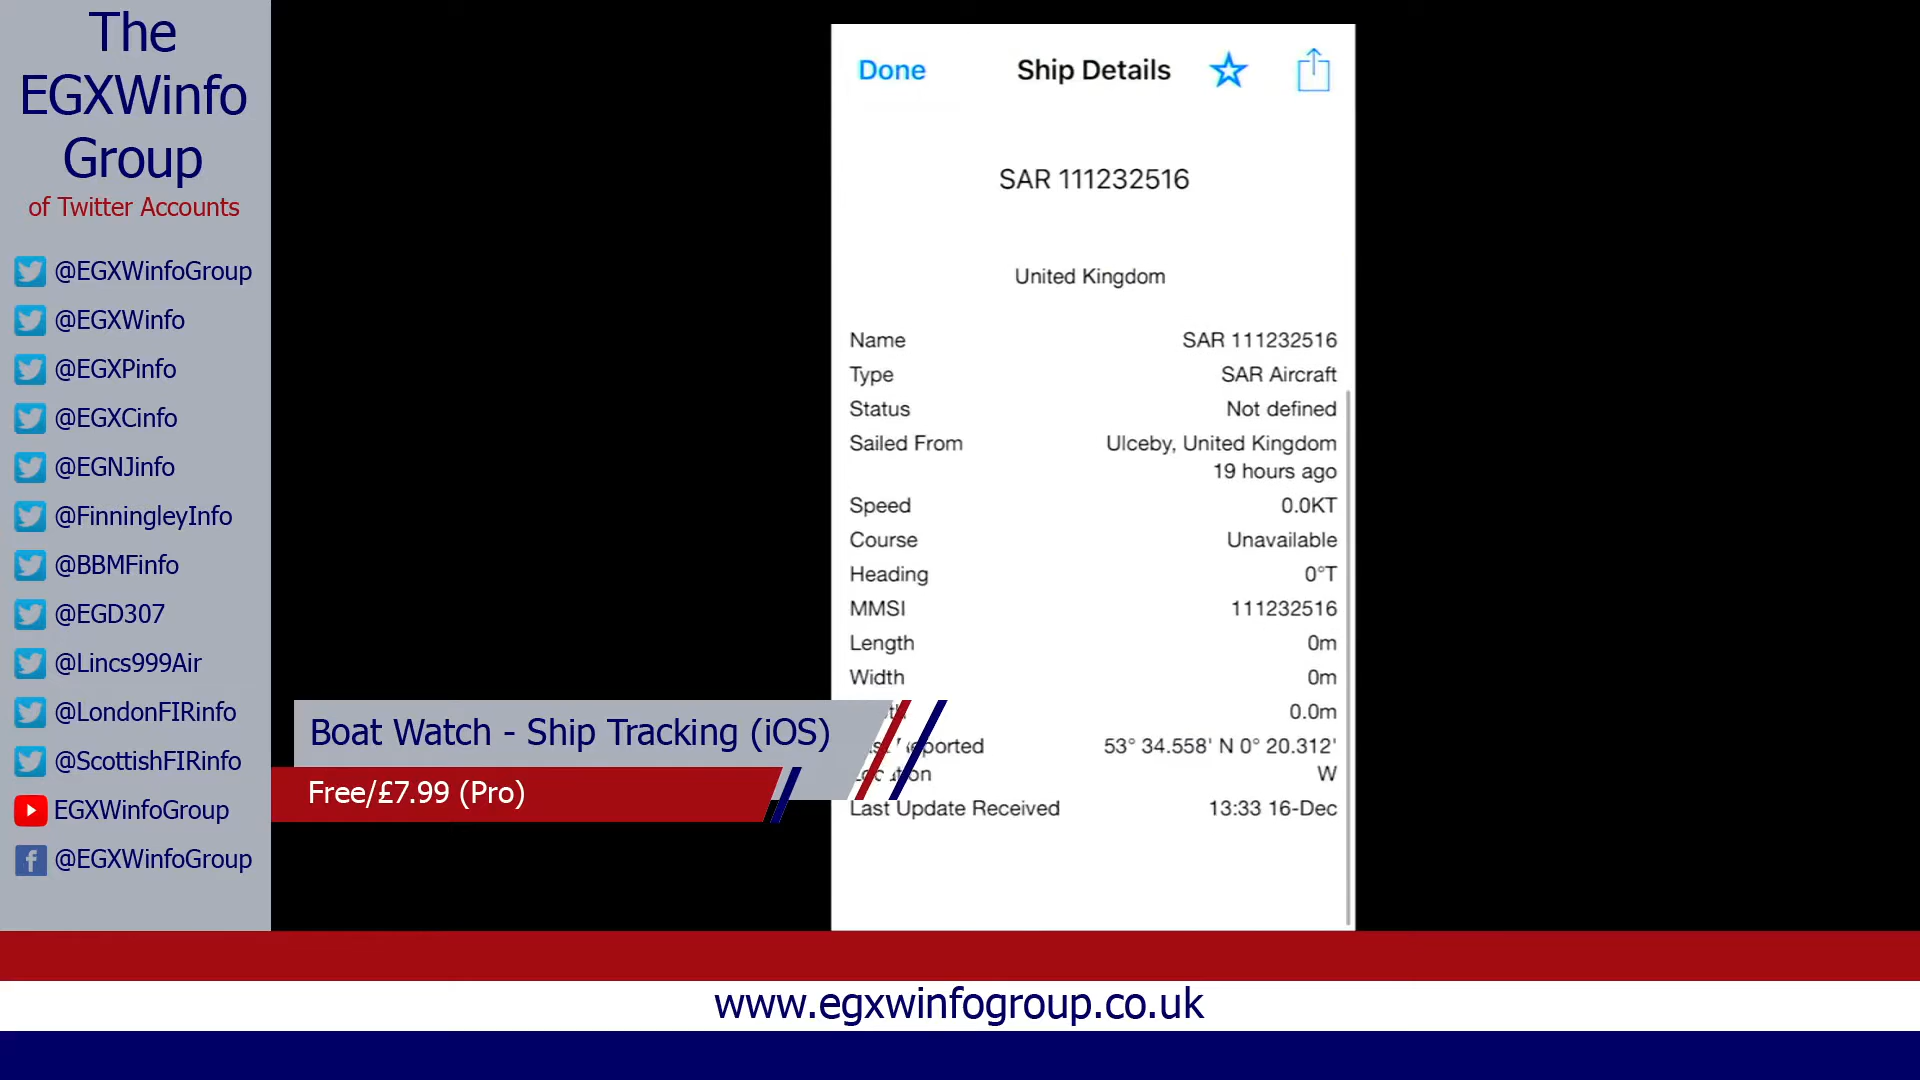 The
EGXWinfo
Group
of Twitter Accounts
@EGXWinfoGroup
@EGXWinfo
@EGXPinfo
@EGXCinfo
@EGNJinfo
@FinningleyInfo
@BBMFinfo
@EGD307
@Lincs999Air
@LondonFIRinfo
@ScottishFIRinfo
EGXWinfoGroup
@EGXWinfoGroup
Done Ship Details
SAR 111232516
United Kingdom
Name SAR 111232516
Type SAR Aircraft
Status Not defined
Sailed From Ulceby, United Kingdom
19 hours ago
Speed 0.0KT
Course Unavailable
Heading 0°T
MMSI 111232516
Length 0m
Width 0m
0.0m
53° 34.558' N 0° 20.312'
W
Last Update Received 13:33 16-Dec
Boat Watch - Ship Tracking (iOS)
Free/£7.99 (Pro)
www.egxwinfogroup.co.uk